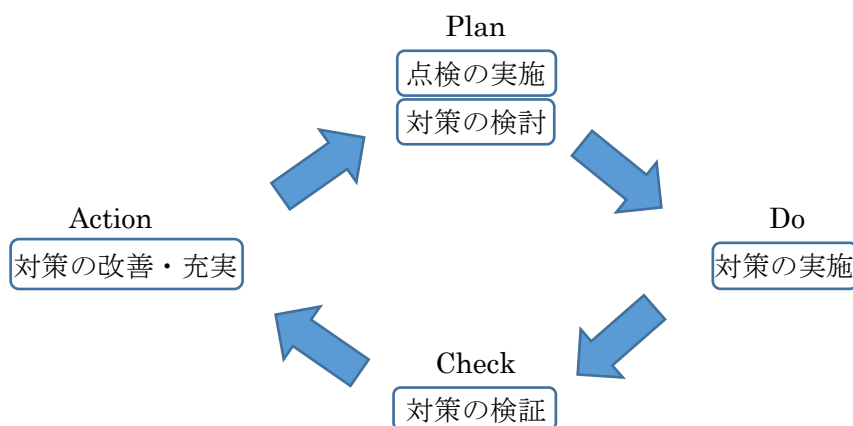 Plan
点検の実施
対策の検討
Action
対策の改善・充実
Do
対策の実施
Check
対策の検証